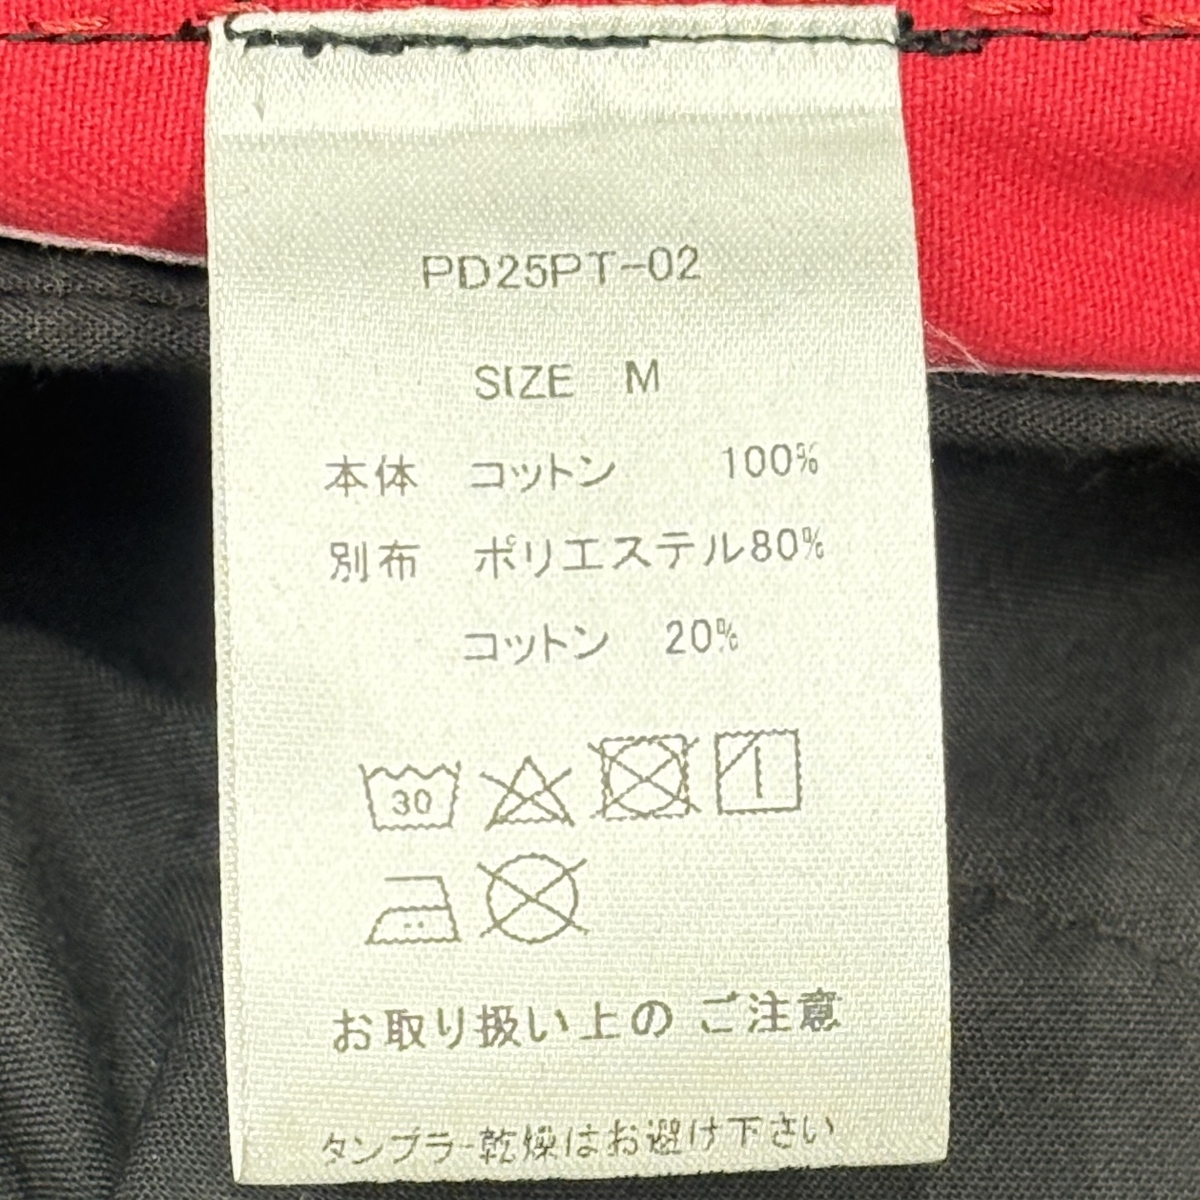 PD25PT-02
SIZE M
本体 コットン 100%
別布 ポリエステル80%
コットン 20%
30
お取り扱い上の ご注意
タンブラー乾燥はお避け下さい